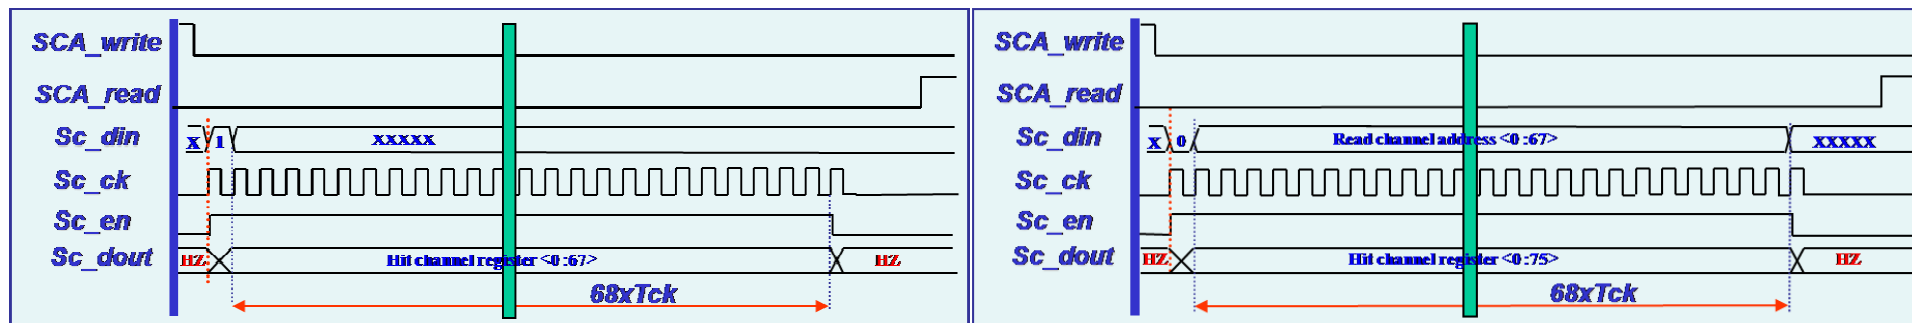 SCA_write
SCA_read
Sc_din X 1 XXXXX
Sc_ck
Sc_en
Sc_dout HZ Hit channel register <0:67> HZ
68xTck
SCA_write
SCA_read
Sc_din X 0 Read channel address <0:67> XXXXX
Sc_ck
Sc_en
Sc_dout HZ Hit channel register <0:75> HZ
68xTck